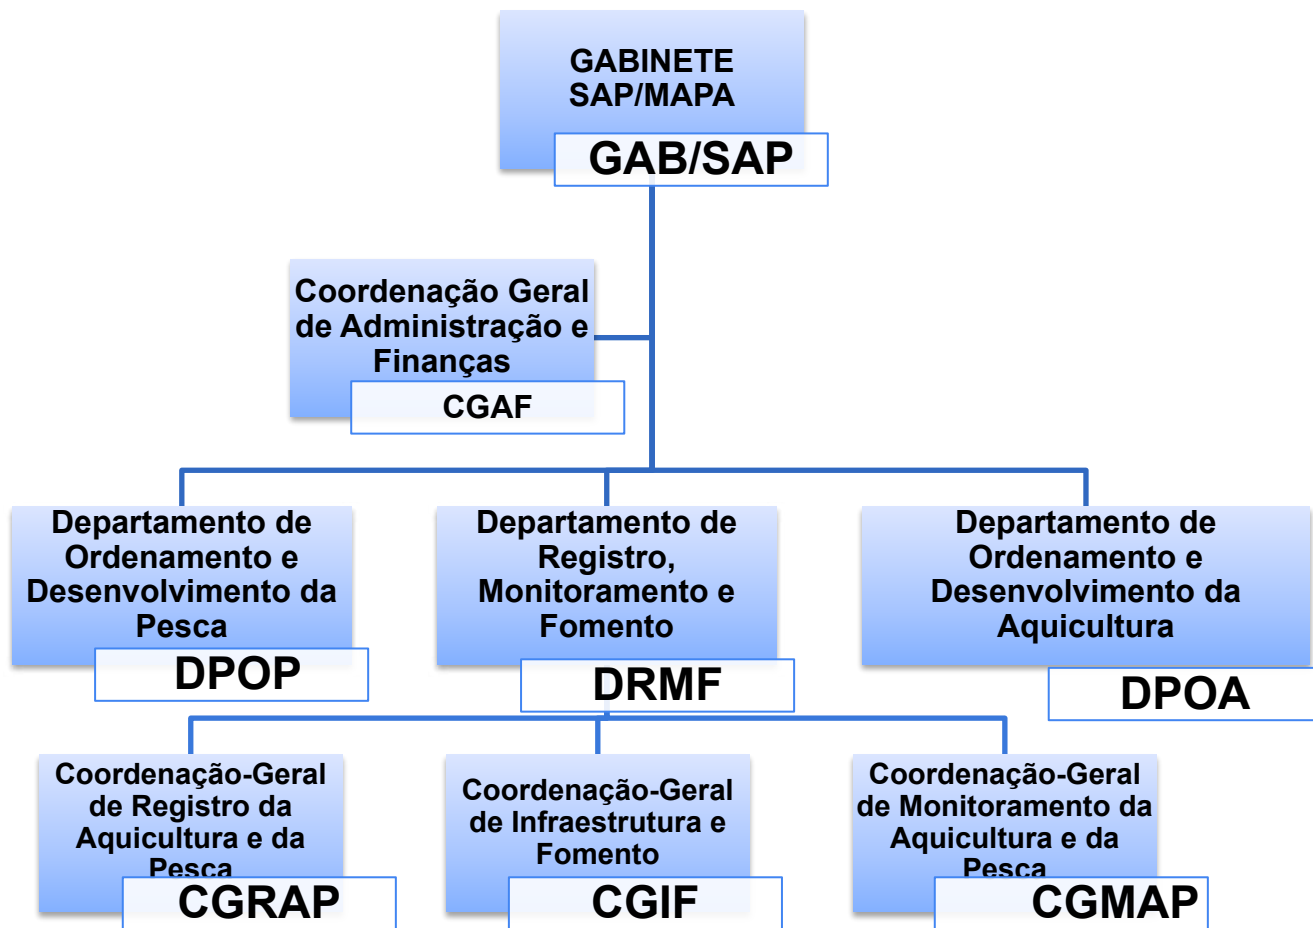 GABINETE
SAP/MAPA
GAB/SAP
Coordenação Geral
de Administração e
Finanças
CGAF
Departamento de
Ordenamento e
Desenvolvimento da
Pesca
DPOP
Departamento de
Registro,
Monitoramento e
Fomento
DRMF
Departamento de
Ordenamento e
Desenvolvimento da
Aquicultura
DPOA
Coordenação-Geral
de Registro da
Aquicultura e da
Pesca
CGRAP
Coordenação-Geral
de Infraestrutura e
Fomento
CGIF
Coordenação-Geral
de Monitoramento da
Aquicultura e da
Pesca
CGMAP